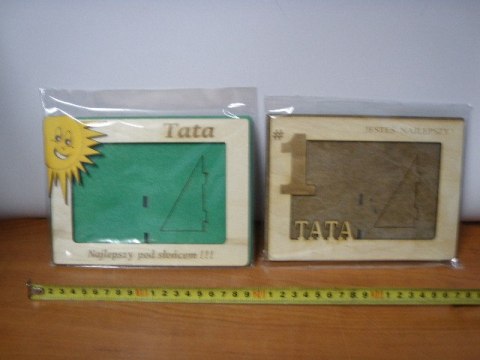 Tata
Najlepszy pod słońcem !!!
JESTEŚ NAJLEPSZY
#1
TATA